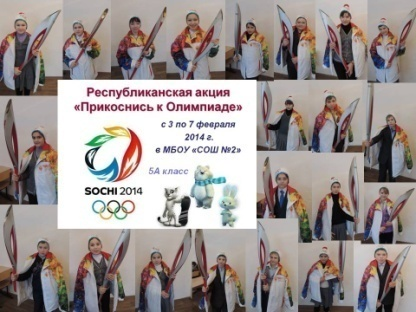 Республиканская акция
«Прикоснись к Олимпиаде»
с 3 по 7 февраля
2014 г.
в МБОУ «СОШ №2»
5А класс
SOCHI 2014